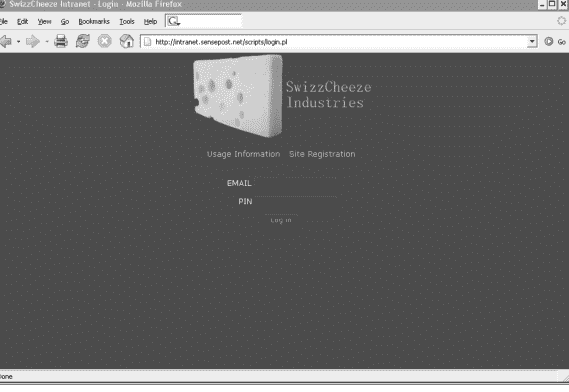 SwizzCheeze Intranet - Login - Mozilla Firefox
File Edit View Go Bookmarks Tools Help
http://intranet.sensepost.net/scripts/login.pl Go
SwizzCheeze
Industries
Usage Information Site Registration
EMAIL
PIN
Log in
Done